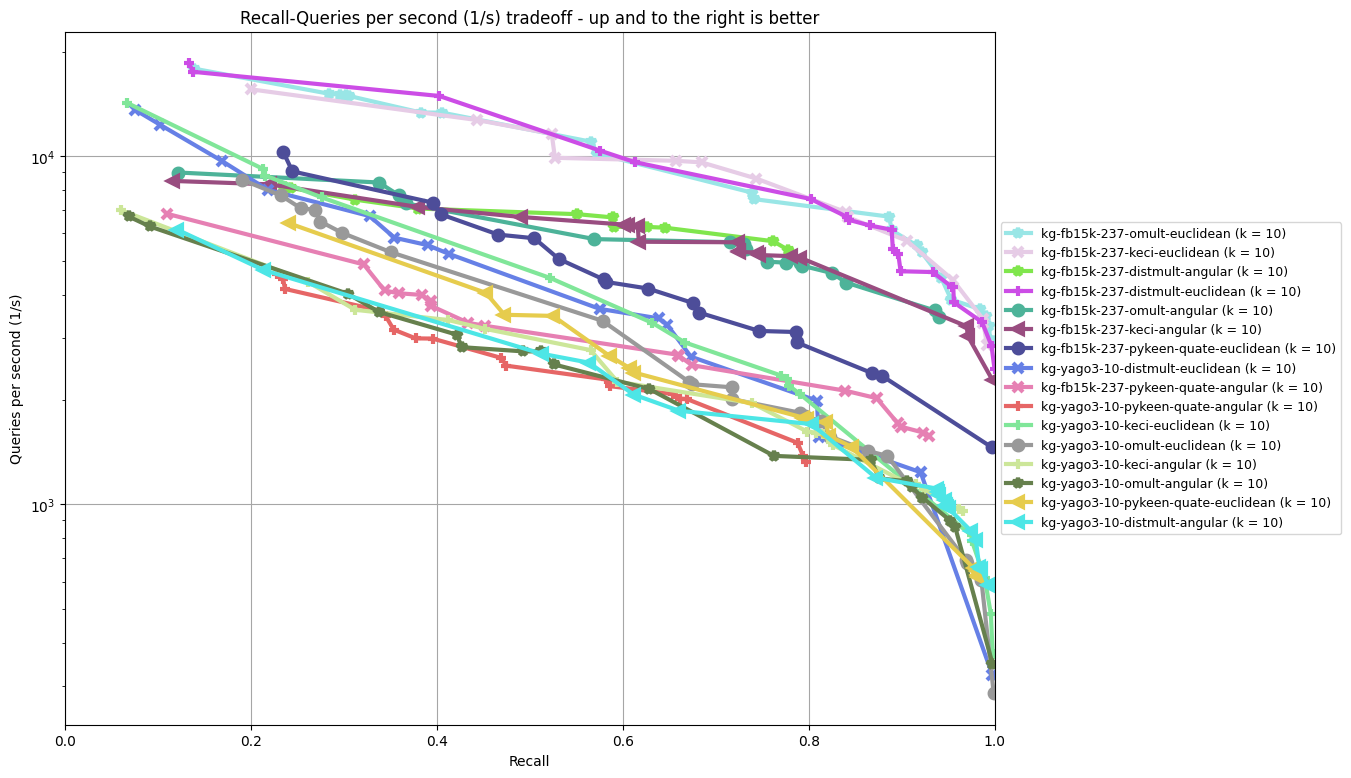 Recall-Queries per second (1/s) tradeoff - up and to the right is better
Queries per second (1/s)
10^4
10^3
0.0 0.2 0.4 0.6 0.8 1.0
Recall
kg-fb15k-237-omult-euclidean (k = 10)
kg-fb15k-237-keci-euclidean (k = 10)
kg-fb15k-237-distmult-angular (k = 10)
kg-fb15k-237-distmult-euclidean (k = 10)
kg-fb15k-237-omult-angular (k = 10)
kg-fb15k-237-keci-angular (k = 10)
kg-fb15k-237-pykeen-quate-euclidean (k = 10)
kg-yago3-10-distmult-euclidean (k = 10)
kg-fb15k-237-pykeen-quate-angular (k = 10)
kg-yago3-10-pykeen-quate-angular (k = 10)
kg-yago3-10-keci-euclidean (k = 10)
kg-yago3-10-omult-euclidean (k = 10)
kg-yago3-10-keci-angular (k = 10)
kg-yago3-10-omult-angular (k = 10)
kg-yago3-10-pykeen-quate-euclidean (k = 10)
kg-yago3-10-distmult-angular (k = 10)